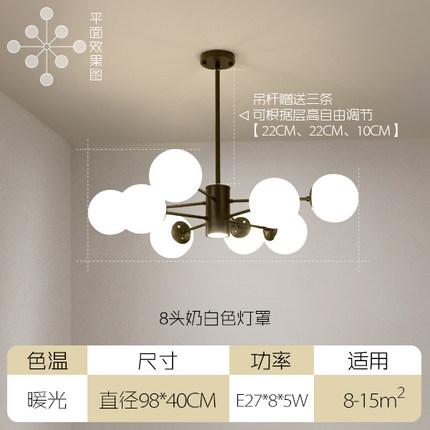 平面效果图
吊杆赠送三条
可根据层高自由调节
【22CM、22CM、10CM】
8头奶白色灯罩
色温 尺寸 功率 适用
暖光 直径98*40CM E27*8*5W 8-15m²